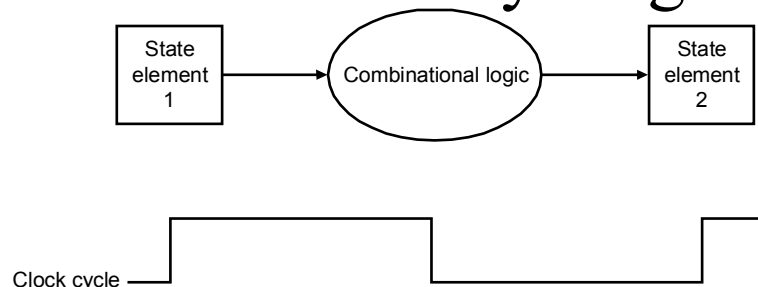 State
element
1
Combinational logic
State
element
2
Clock cycle